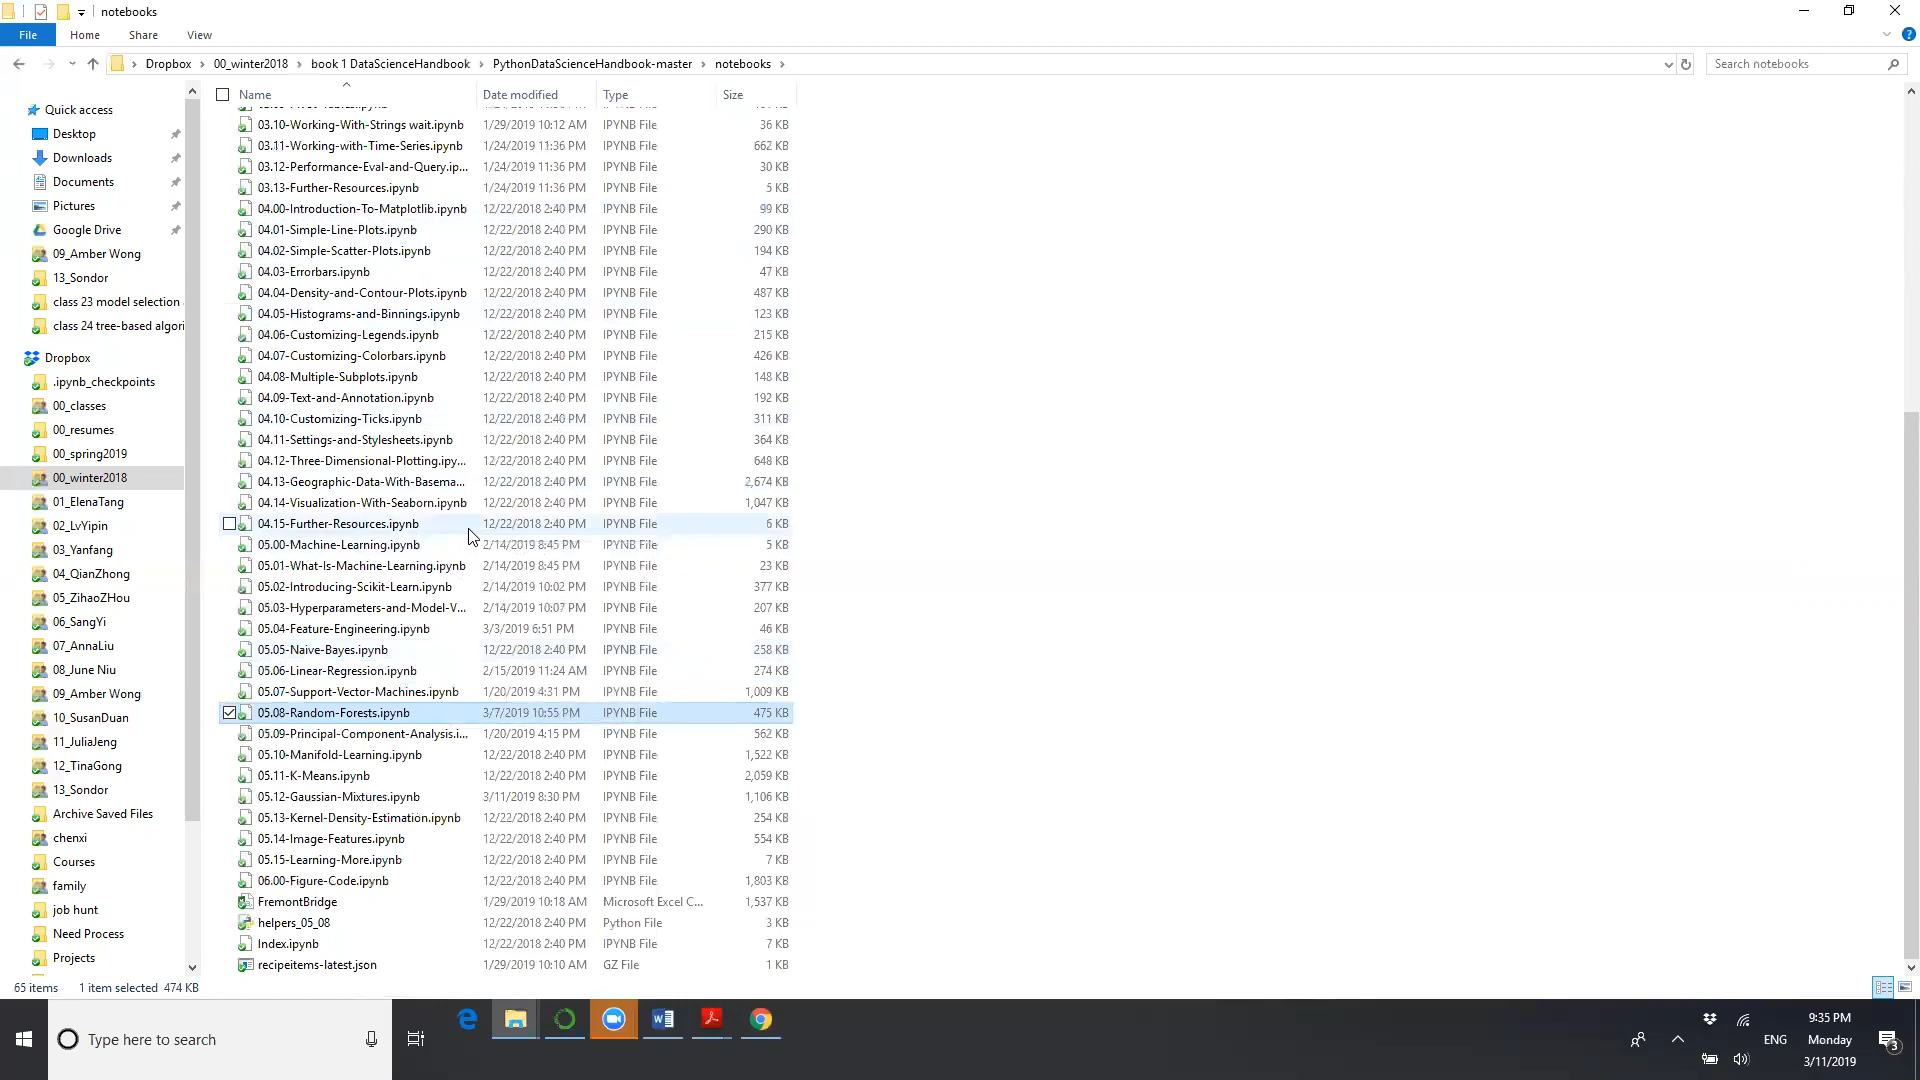 notebooks
File Home Share View
Dropbox 00_winter2018 book 1 DataScienceHandbook PythonDataScienceHandbook-master notebooks Search notebooks
Name Date modified Type Size
03.10-Working-With-Strings wait.ipynb 1/29/2019 10:12 AM IPYNB File 36 KB
03.11-Working-with-Time-Series.ipynb 1/24/2019 11:36 PM IPYNB File 662 KB
03.12-Performance-Eval-and-Query.ip... 1/24/2019 11:36 PM IPYNB File 30 KB
03.13-Further-Resources.ipynb 1/24/2019 11:36 PM IPYNB File 5 KB
04.00-Introduction-To-Matplotlib.ipynb 12/22/2018 2:40 PM IPYNB File 99 KB
04.01-Simple-Line-Plots.ipynb 12/22/2018 2:40 PM IPYNB File 290 KB
04.02-Simple-Scatter-Plots.ipynb 12/22/2018 2:40 PM IPYNB File 194 KB
04.03-Errorbars.ipynb 12/22/2018 2:40 PM IPYNB File 47 KB
04.04-Density-and-Contour-Plots.ipynb 12/22/2018 2:40 PM IPYNB File 487 KB
04.05-Histograms-and-Binnings.ipynb 12/22/2018 2:40 PM IPYNB File 123 KB
04.06-Customizing-Legends.ipynb 12/22/2018 2:40 PM IPYNB File 215 KB
04.07-Customizing-Colorbars.ipynb 12/22/2018 2:40 PM IPYNB File 426 KB
04.08-Multiple-Subplots.ipynb 12/22/2018 2:40 PM IPYNB File 148 KB
04.09-Text-and-Annotation.ipynb 12/22/2018 2:40 PM IPYNB File 192 KB
04.10-Customizing-Ticks.ipynb 12/22/2018 2:40 PM IPYNB File 311 KB
04.11-Settings-and-Stylesheets.ipynb 12/22/2018 2:40 PM IPYNB File 364 KB
04.12-Three-Dimensional-Plotting.ipy... 12/22/2018 2:40 PM IPYNB File 648 KB
04.13-Geographic-Data-With-Basema... 12/22/2018 2:40 PM IPYNB File 2,674 KB
04.14-Visualization-With-Seaborn.ipynb 12/22/2018 2:40 PM IPYNB File 1,047 KB
04.15-Further-Resources.ipynb 12/22/2018 2:40 PM IPYNB File 6 KB
05.00-Machine-Learning.ipynb 2/14/2019 8:45 PM IPYNB File 5 KB
05.01-What-Is-Machine-Learning.ipynb 2/14/2019 8:45 PM IPYNB File 23 KB
05.02-Introducing-Scikit-Learn.ipynb 2/14/2019 10:02 PM IPYNB File 377 KB
05.03-Hyperparameters-and-Model-V... 2/14/2019 10:07 PM IPYNB File 207 KB
05.04-Feature-Engineering.ipynb 3/3/2019 6:51 PM IPYNB File 46 KB
05.05-Naive-Bayes.ipynb 12/22/2018 2:40 PM IPYNB File 258 KB
05.06-Linear-Regression.ipynb 2/15/2019 11:24 AM IPYNB File 274 KB
05.07-Support-Vector-Machines.ipynb 1/20/2019 4:31 PM IPYNB File 1,009 KB
05.08-Random-Forests.ipynb 3/7/2019 10:55 PM IPYNB File 475 KB
05.09-Principal-Component-Analysis.i... 1/20/2019 4:15 PM IPYNB File 562 KB
05.10-Manifold-Learning.ipynb 12/22/2018 2:40 PM IPYNB File 1,522 KB
05.11-K-Means.ipynb 12/22/2018 2:40 PM IPYNB File 2,059 KB
05.12-Gaussian-Mixtures.ipynb 3/11/2019 8:30 PM IPYNB File 1,106 KB
05.13-Kernel-Density-Estimation.ipynb 12/22/2018 2:40 PM IPYNB File 254 KB
05.14-Image-Features.ipynb 12/22/2018 2:40 PM IPYNB File 554 KB
05.15-Learning-More.ipynb 12/22/2018 2:40 PM IPYNB File 7 KB
06.00-Figure-Code.ipynb 12/22/2018 2:40 PM IPYNB File 1,803 KB
FremontBridge 1/29/2019 10:18 AM Microsoft Excel C... 1,537 KB
helpers_05_08 12/22/2018 2:40 PM Python File 3 KB
Index.ipynb 12/22/2018 2:40 PM IPYNB File 7 KB
recipeitems-latest.json 1/29/2019 10:10 AM GZ File 1 KB
Quick access
Desktop
Downloads
Documents
Pictures
Google Drive
09_Amber Wong
13_Sondor
class 23 model selection
class 24 tree-based algori
Dropbox
.ipynb_checkpoints
00_classes
00_resumes
00_spring2019
00_winter2018
01_ElenaTang
02_LvYipin
03_Yanfang
04_QianZhong
05_ZihaoZHou
06_SangYi
07_AnnaLiu
08_June Niu
09_Amber Wong
10_SusanDuan
11_JuliaJeng
12_TinaGong
13_Sondor
Archive Saved Files
chenxi
Courses
family
job hunt
Need Process
Projects
65 items 1 item selected 474 KB
Type here to search
ENG
9:35 PM
Monday
3/11/2019
3